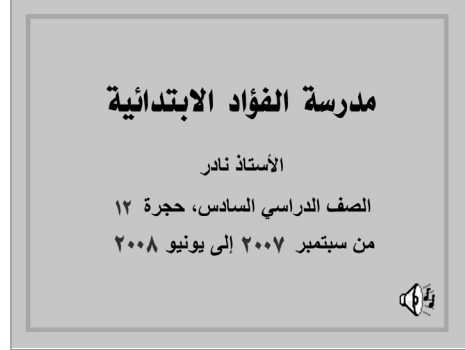 مدرسة الفؤاد الابتدائية
الأستاذ نادر
الصف الدراسي السادس، حجرة ١٢
من سبتمبر ٢٠٠٧ إلى يونيو ٢٠٠٨